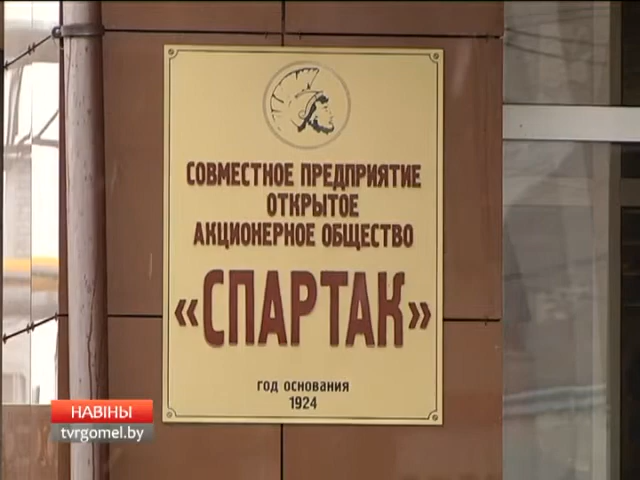 СОВМЕСТНОЕ ПРЕДПРИЯТИЕ
ОТКРЫТОЕ
АКЦИОНЕРНОЕ ОБЩЕСТВО
«СПАРТАК»
ГОД ОСНОВАНИЯ
1924
НАВІНЫ
tvrgomel.by